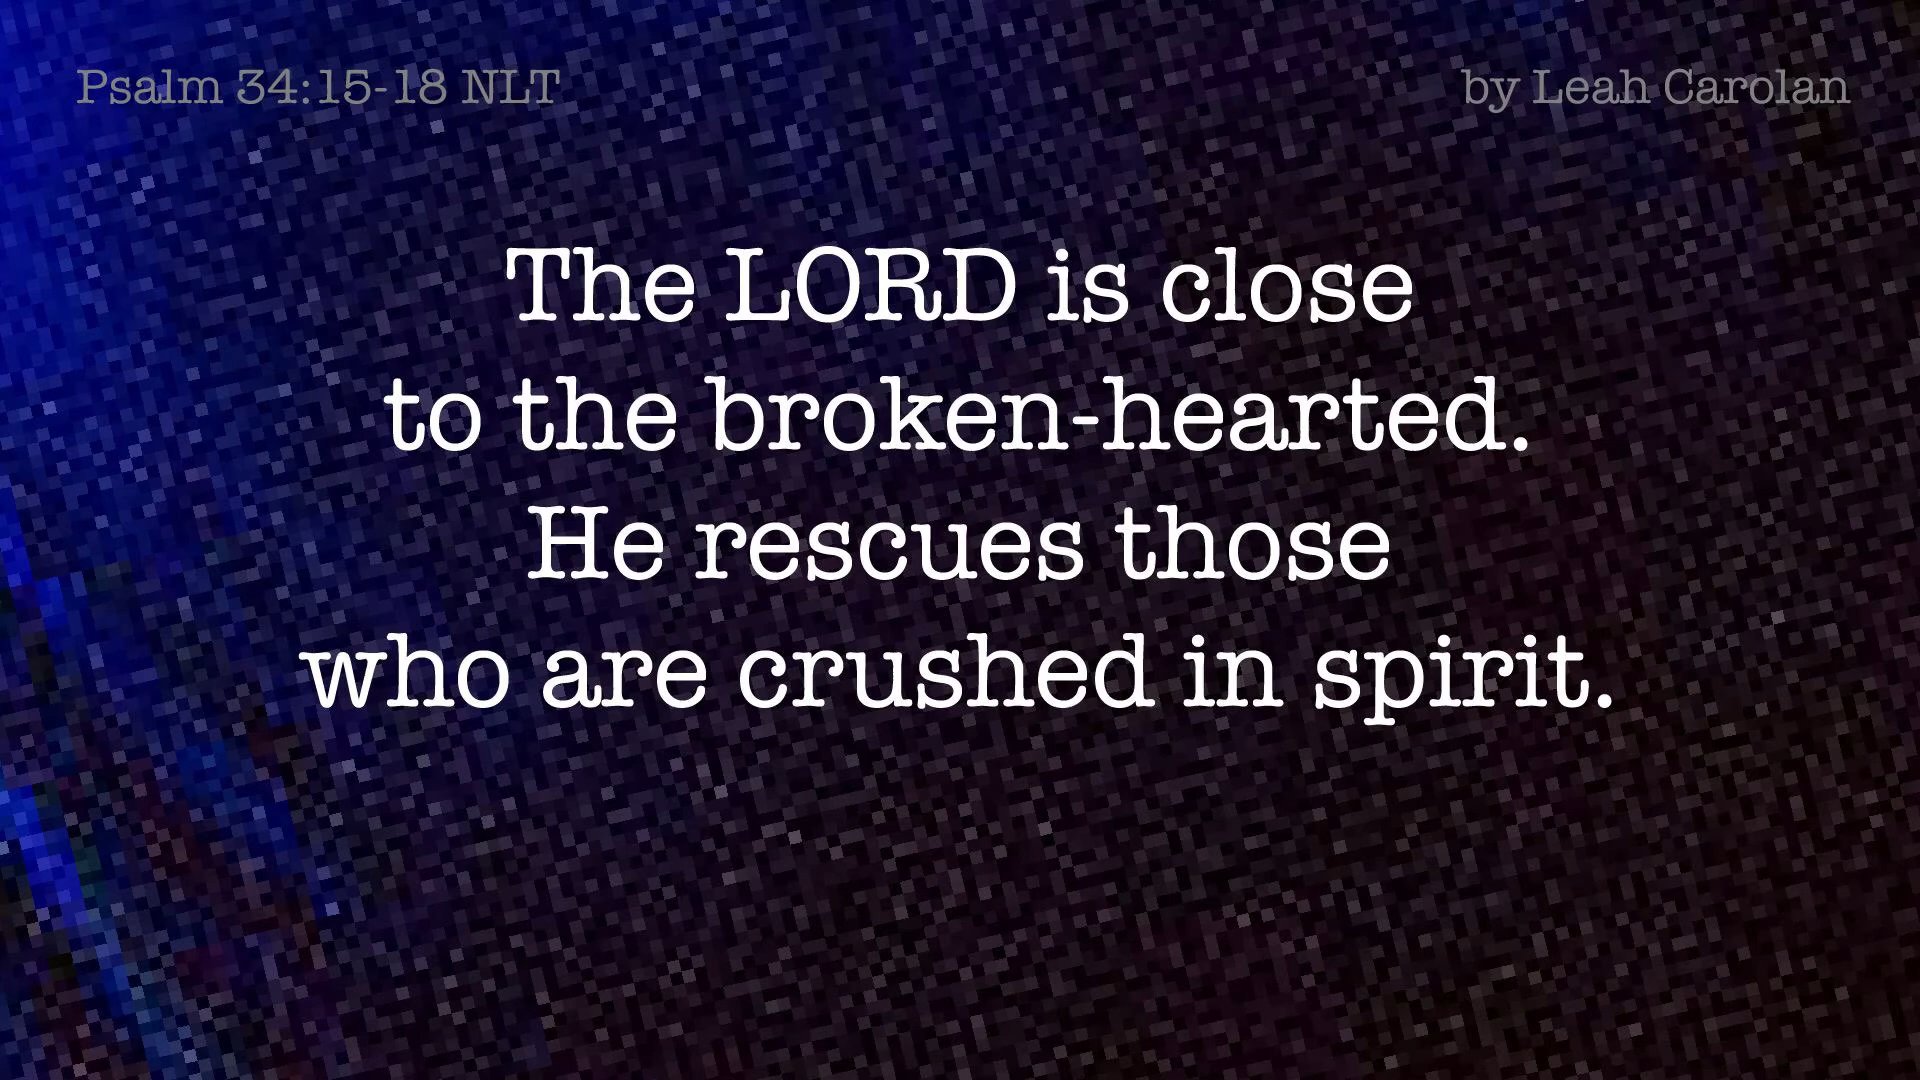 Psalm 34:15-18 NLT
by Leah Carolan
The LORD is close
to the broken-hearted.
He rescues those
who are crushed in spirit.